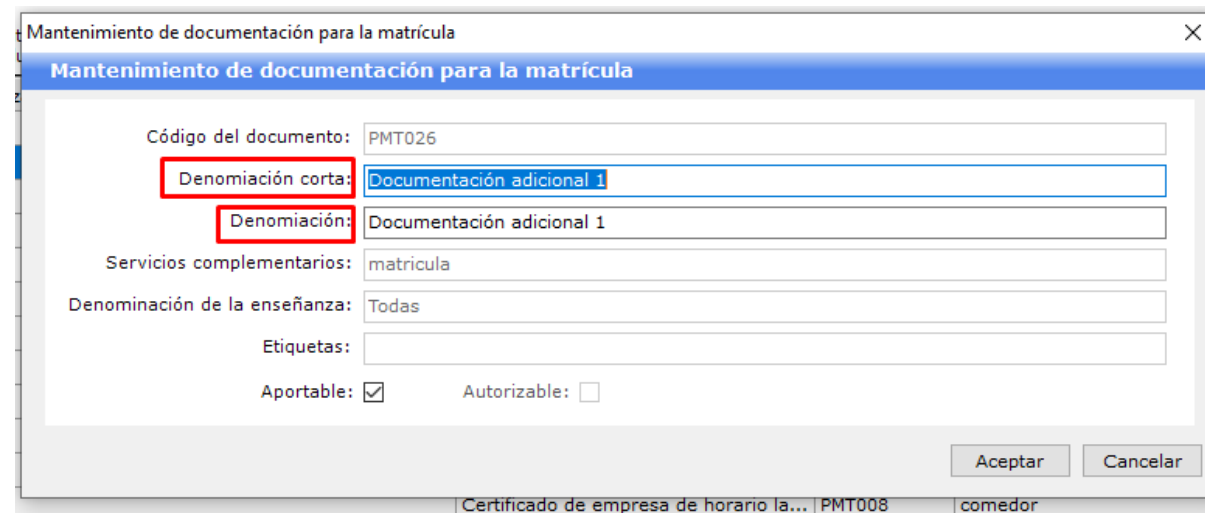 Mantenimiento de documentación para la matrícula
Mantenimiento de documentación para la matrícula
Código del documento: PMT026
Denomiación corta: Documentación adicional 1
Denomiación: Documentación adicional 1
Servicios complementarios: matricula
Denominación de la enseñanza: Todas
Etiquetas:
Aportable: Autorizable:
Aceptar Cancelar
Certificado de empresa de horario la... PMT008 comedor